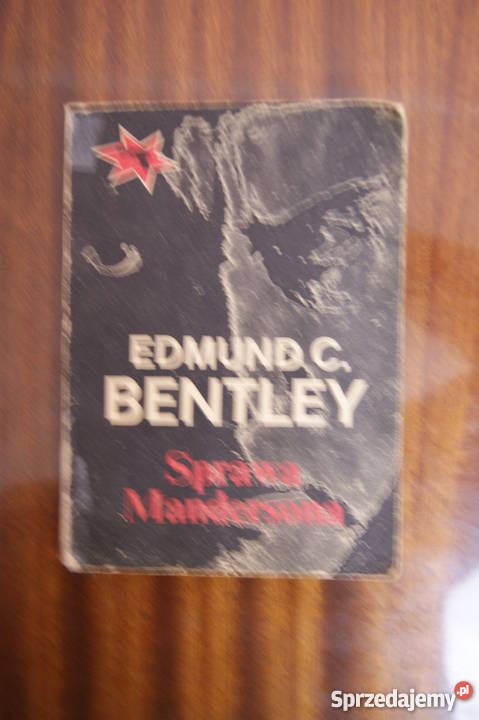 EDMUND C.
BENTLEY
Sprawa
Mandersona
Sprzedajemy.pl